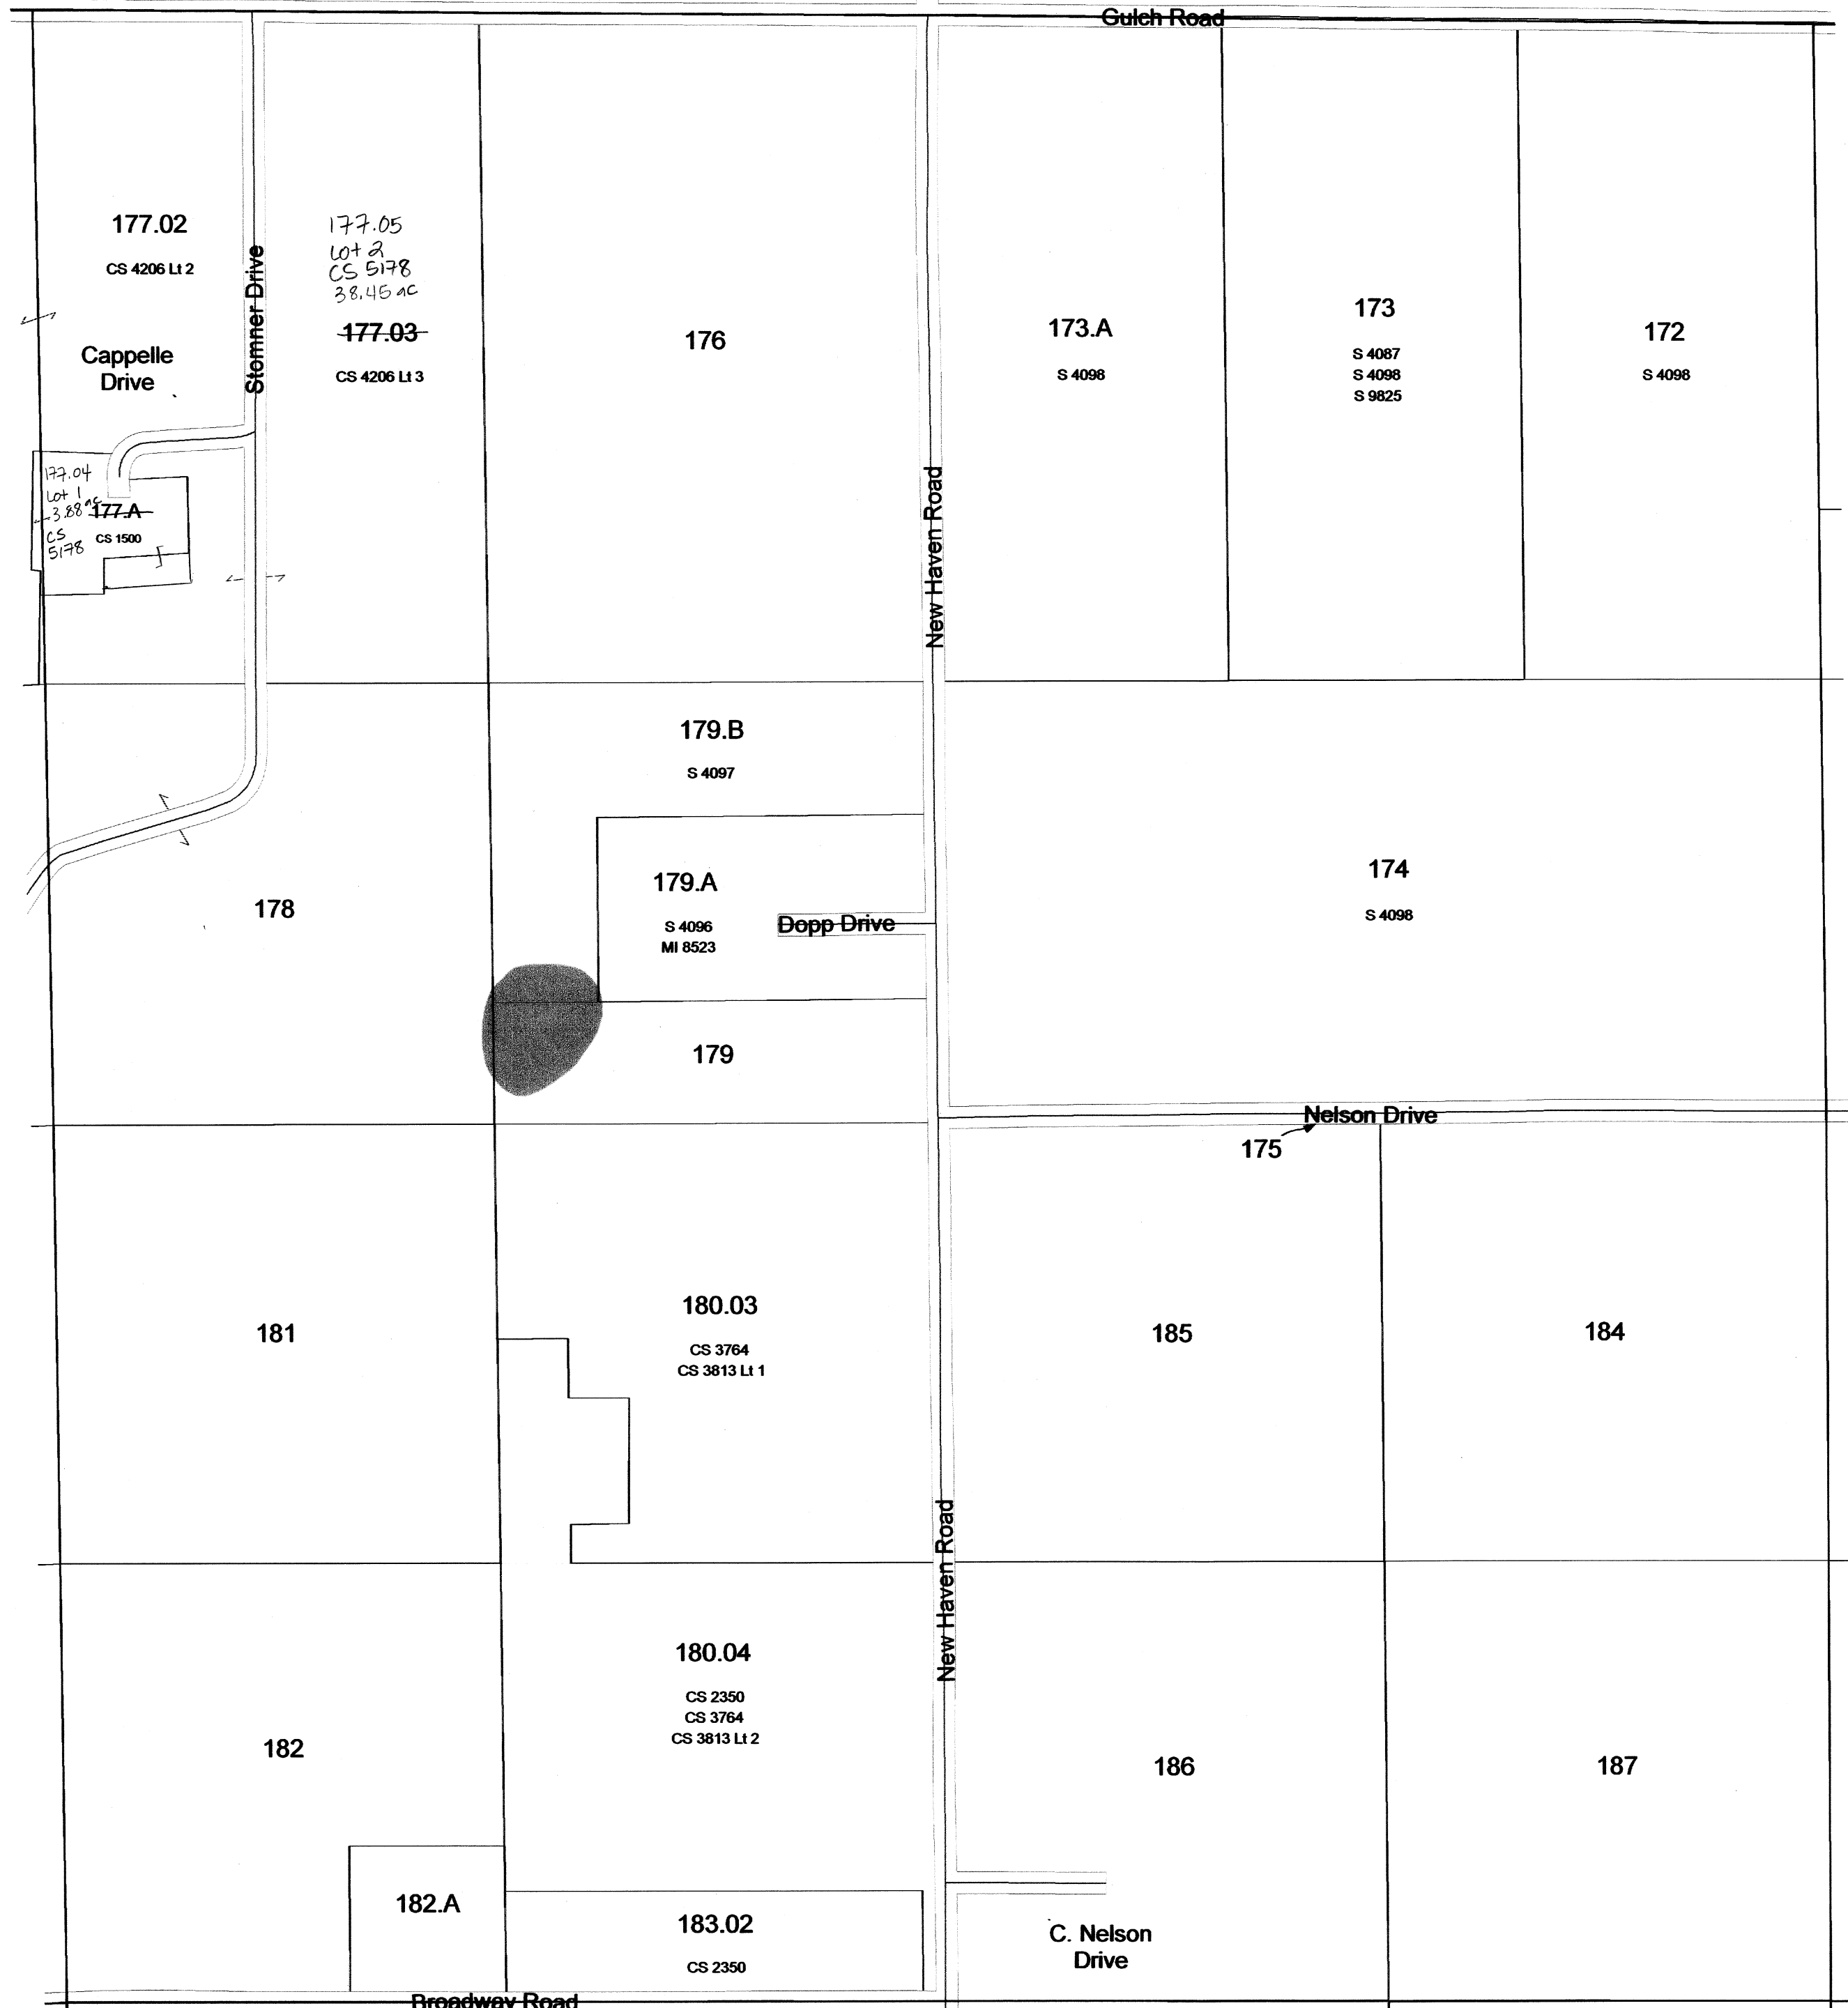 Gulch Road
177.02
CS 4206 Lt 2
Stomner Drive
177.05
Lot 2
CS 5178
38.45 ac
177.03
CS 4206 Lt 3
176
173.A
S 4098
173
S 4087
S 4098
S 9825
172
S 4098
Cappelle
Drive
177.04
Lot 1
3.88 ac
CS
5178
177.A
CS 1500
New Haven Road
179.B
S 4097
179.A
S 4096
MI 8523
Dopp Drive
174
S 4098
178
179
Nelson Drive
175
181
180.03
CS 3764
CS 3813 Lt 1
185
184
New Haven Road
180.04
CS 2350
CS 3764
CS 3813 Lt 2
182
186
187
182.A
183.02
CS 2350
C. Nelson
Drive
Broadway Road